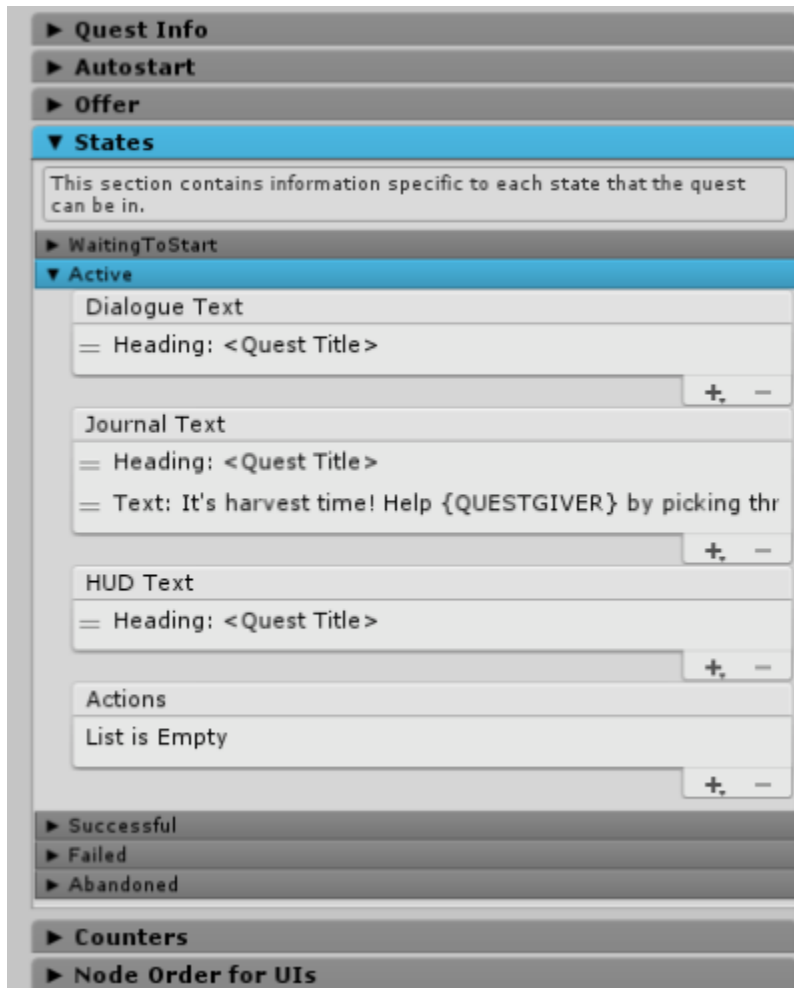 Quest Info
Autostart
Offer
States
This section contains information specific to each state that the quest
can be in.
WaitingToStart
Active
Dialogue Text
Heading: <Quest Title>
Journal Text
Heading: <Quest Title>
Text: It's harvest time! Help {QUESTGIVER} by picking thr
HUD Text
Heading: <Quest Title>
Actions
List is Empty
Successful
Failed
Abandoned
Counters
Node Order for UIs